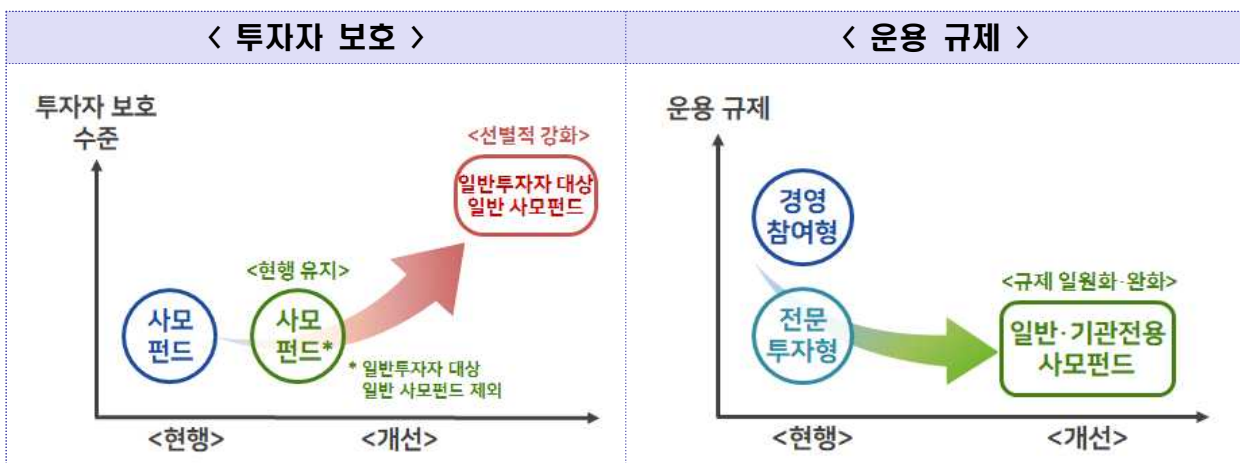 < 투자자 보호 >
< 운용 규제 >
투자자 보호
수준
<선별적 강화>
일반투자자 대상
일반 사모펀드
<현행 유지>
사모
펀드
사모
펀드*
* 일반투자자 대상
일반 사모펀드 제외
<현행>
<개선>
운용 규제
경영
참여형
전문
투자형
<규제 일원화·완화>
일반·기관전용
사모펀드
<현행>
<개선>